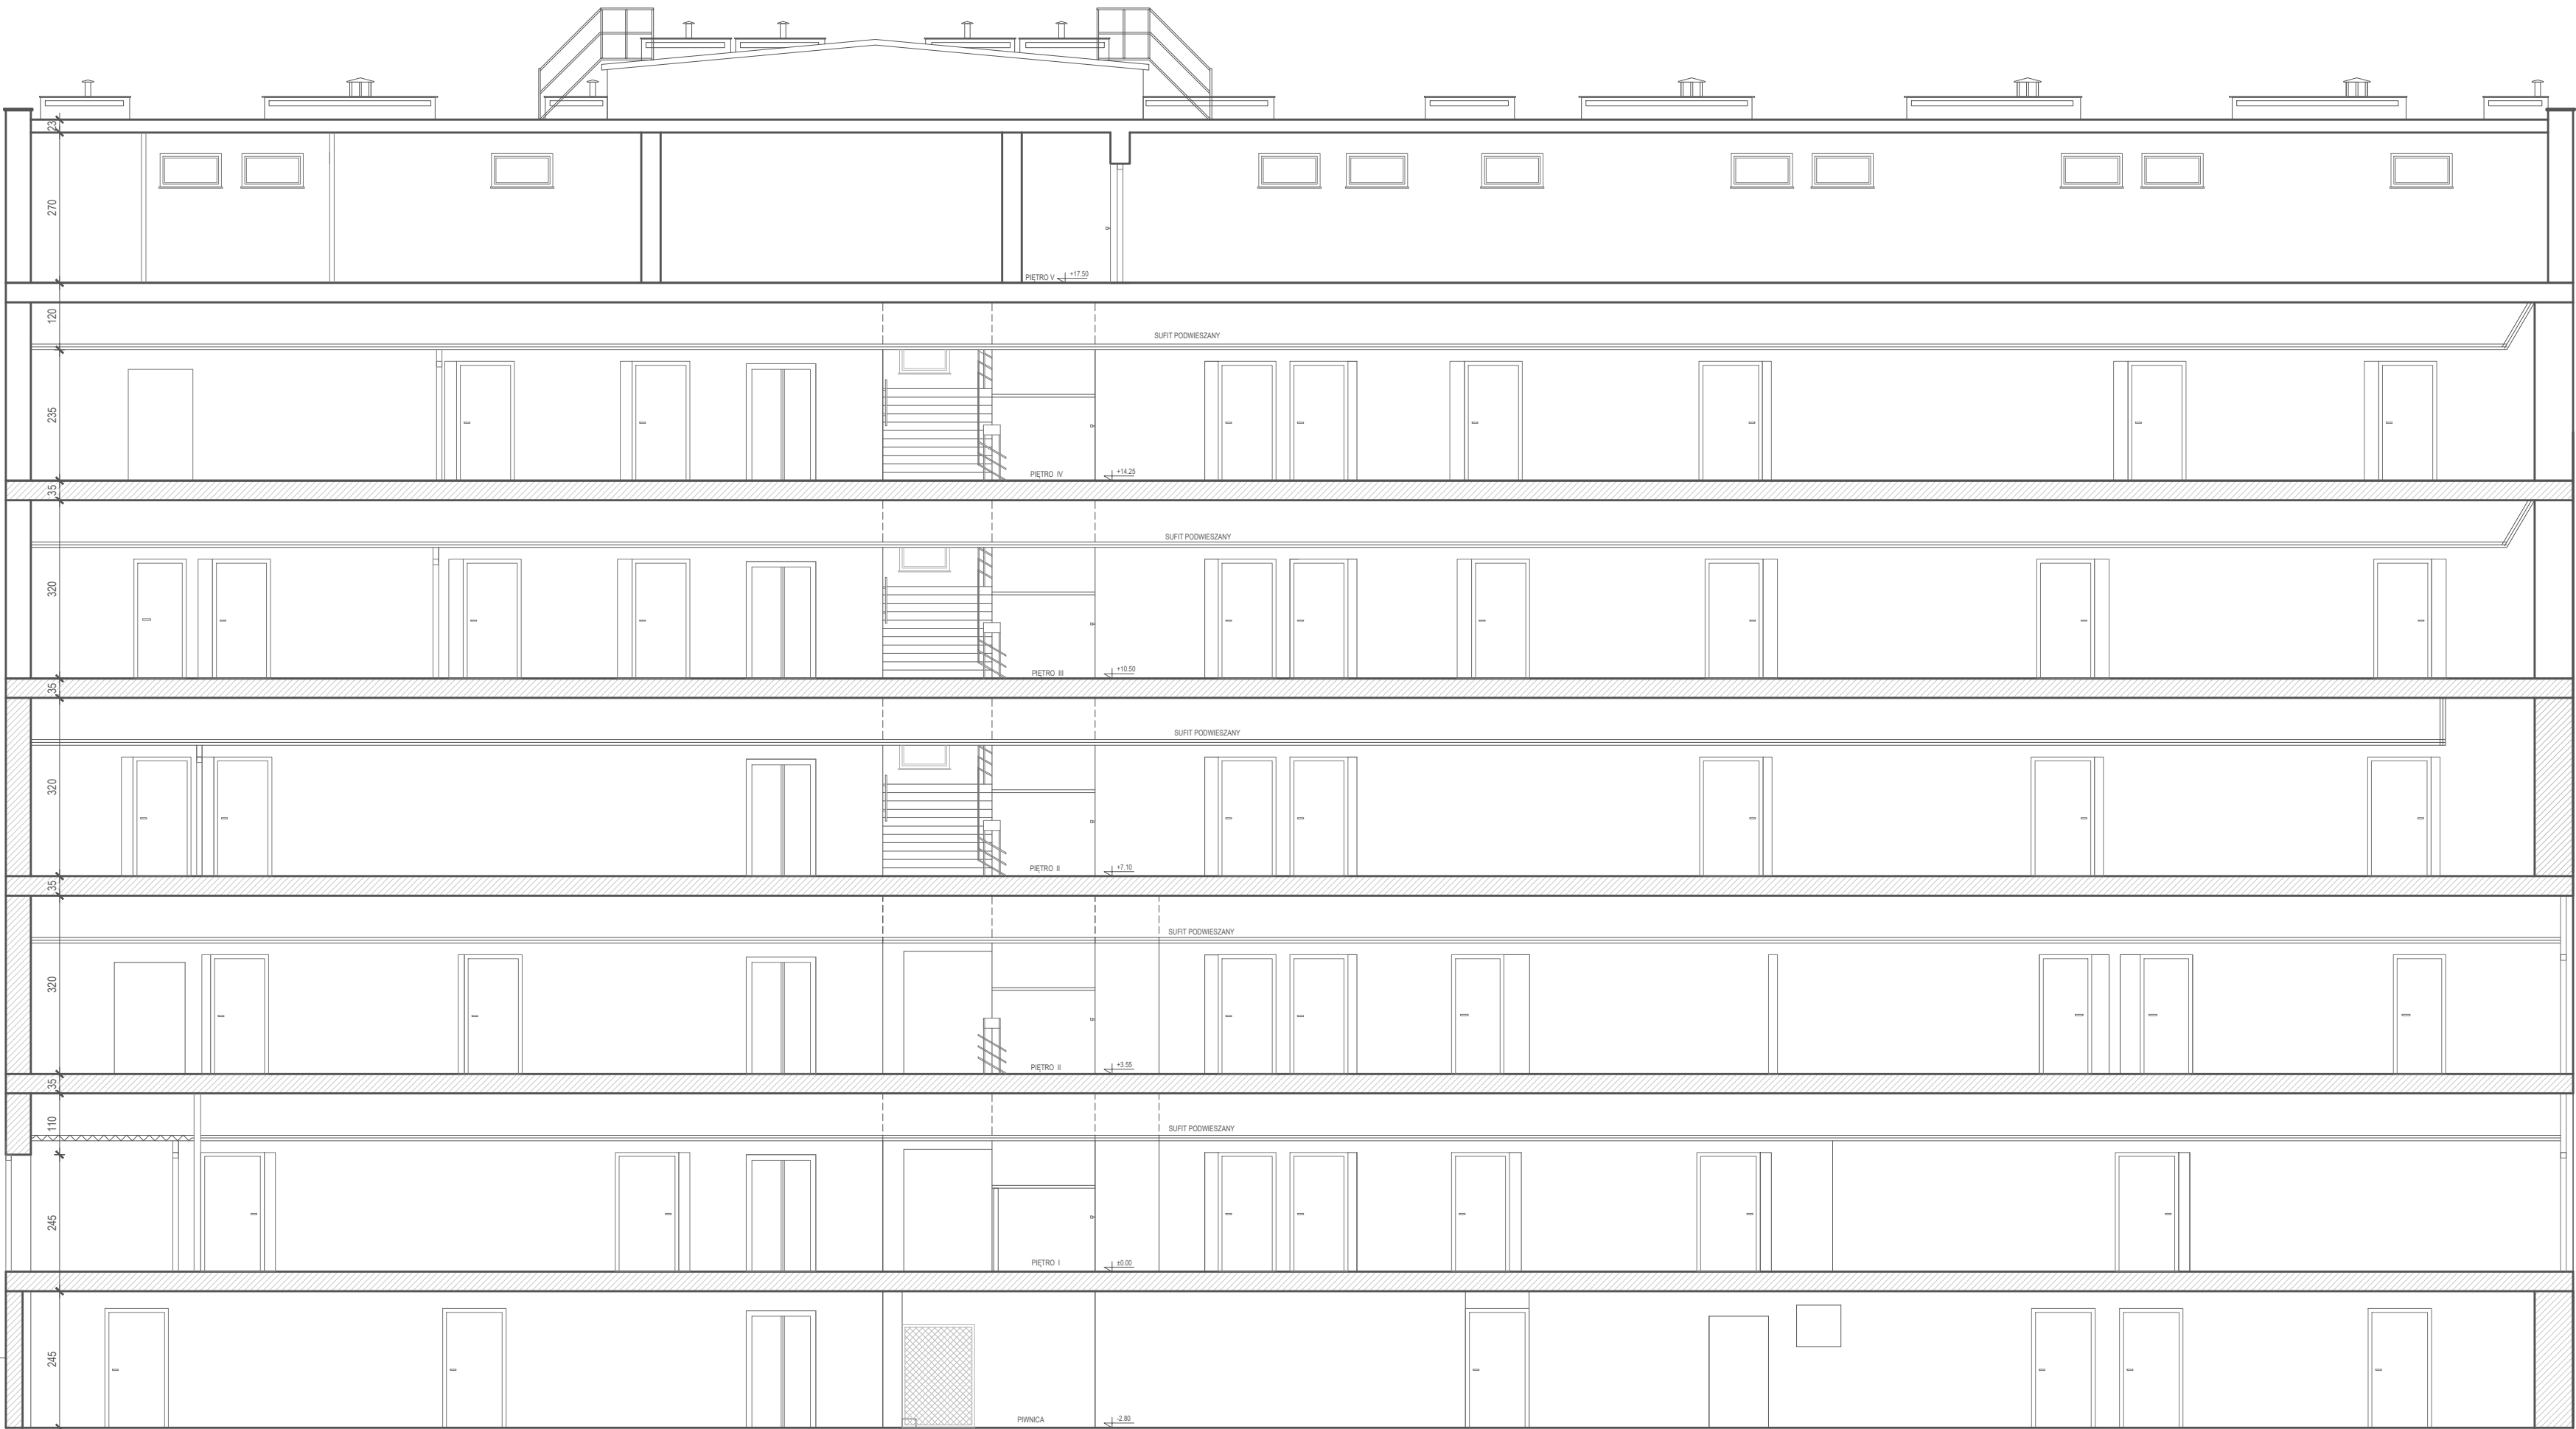 23
270
PIĘTRO V +17.50
120
SUFIT PODWIESZANY
235
PIĘTRO IV +14.25
35
SUFIT PODWIESZANY
320
PIĘTRO III +10.50
35
SUFIT PODWIESZANY
320
PIĘTRO II +7.10
35
SUFIT PODWIESZANY
320
PIĘTRO II +3.55
35
110
SUFIT PODWIESZANY
245
PIĘTRO I ±0.00
245
PIWNICA -2.80